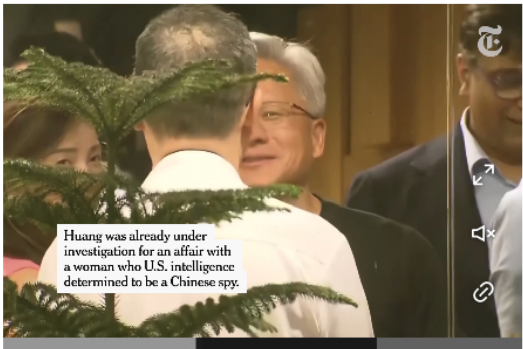 T
Huang was already under
investigation for an affair with
a woman who U.S. intelligence
determined to be a Chinese spy.